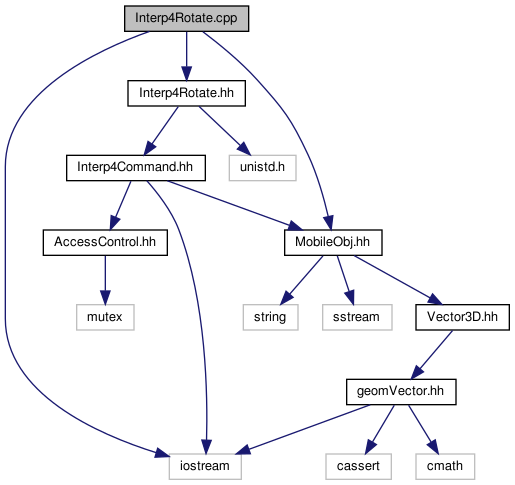 Interp4Rotate.cpp
Interp4Rotate.hh
Interp4Command.hh
unistd.h
AccessControl.hh
MobileObj.hh
mutex
string
sstream
Vector3D.hh
geomVector.hh
iostream
cassert
cmath